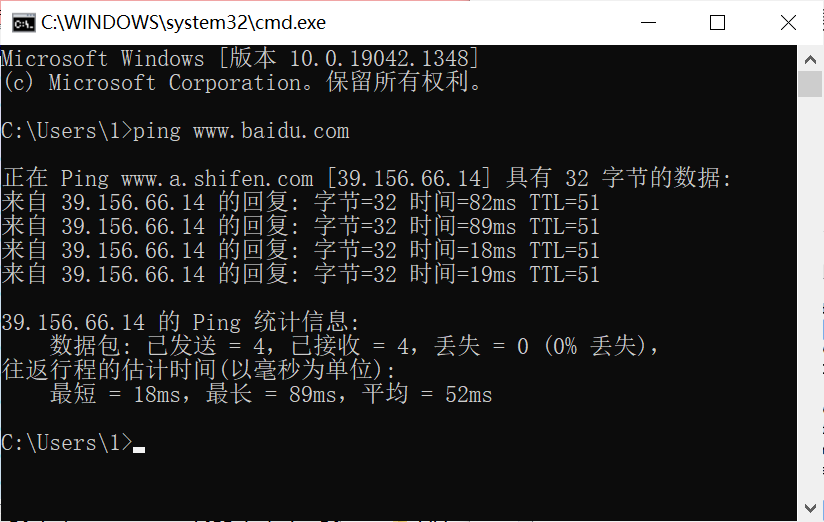 C:\WINDOWS\system32\cmd.exe
Microsoft Windows [版本 10.0.19042.1348]
(c) Microsoft Corporation。保留所有权利。
C:\Users\1>ping www.baidu.com
正在 Ping www.a.shifen.com [39.156.66.14] 具有 32 字节的数据:
来自 39.156.66.14 的回复: 字节=32 时间=82ms TTL=51
来自 39.156.66.14 的回复: 字节=32 时间=89ms TTL=51
来自 39.156.66.14 的回复: 字节=32 时间=18ms TTL=51
来自 39.156.66.14 的回复: 字节=32 时间=19ms TTL=51
39.156.66.14 的 Ping 统计信息:
数据包: 已发送 = 4，已接收 = 4，丢失 = 0 (0% 丢失)，
往返行程的估计时间(以毫秒为单位):
最短 = 18ms，最长 = 89ms，平均 = 52ms
C:\Users\1>